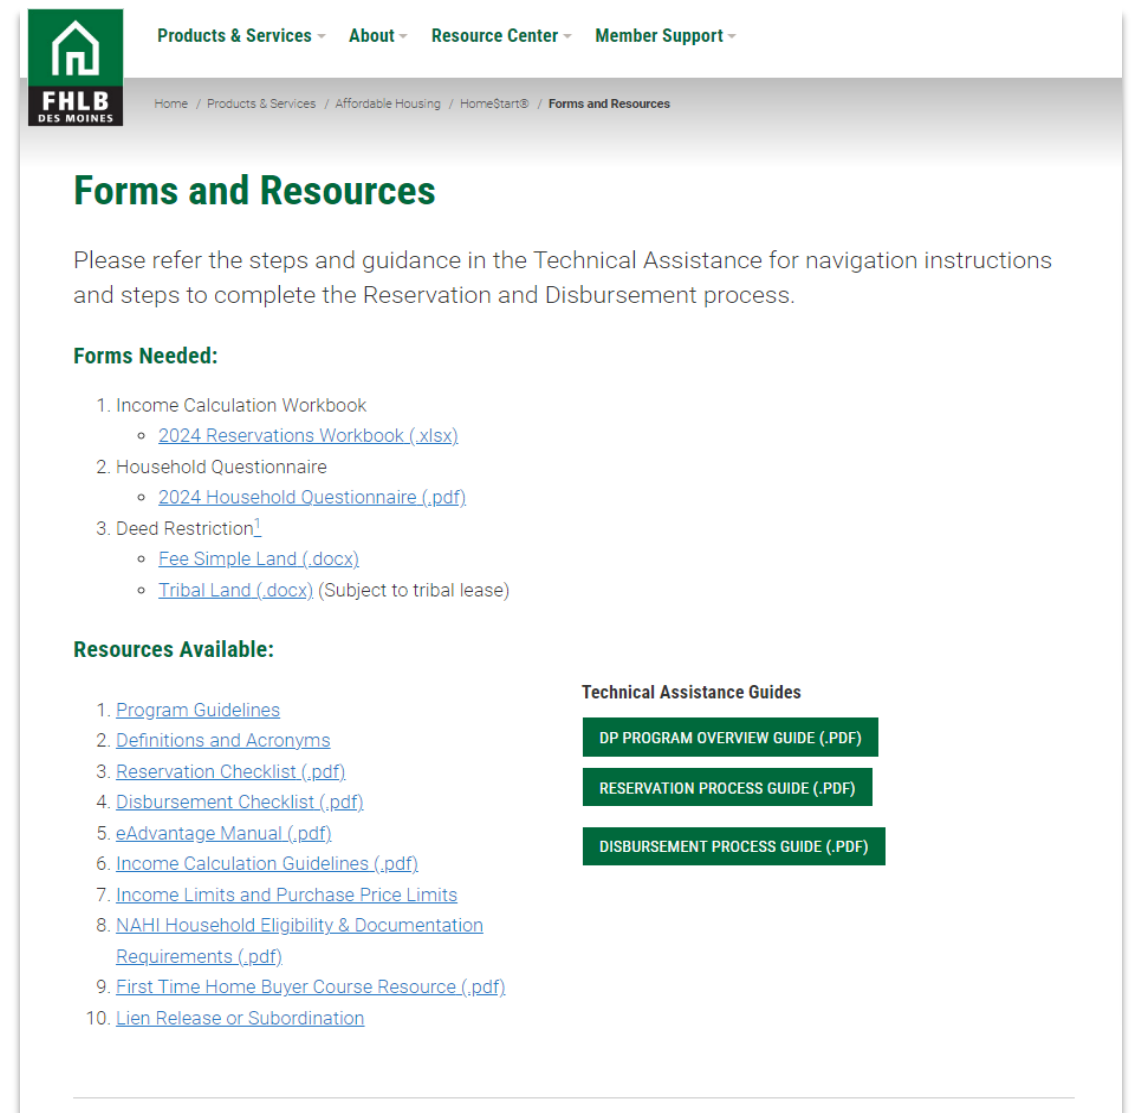 Products & Services About Resource Center Member Support
FHLB
DES MOINES
Home / Products & Services / Affordable Housing / Home$tart® / Forms and Resources
Forms and Resources
Please refer the steps and guidance in the Technical Assistance for navigation instructions
and steps to complete the Reservation and Disbursement process.
Forms Needed:
1. Income Calculation Workbook
2024 Reservations Workbook (.xlsx)
2. Household Questionnaire
2024 Household Questionnaire (.pdf)
3. Deed Restriction1
Fee Simple Land (.docx)
Tribal Land (.docx) (Subject to tribal lease)
Resources Available:
1. Program Guidelines
2. Definitions and Acronyms
3. Reservation Checklist (.pdf)
4. Disbursement Checklist (.pdf)
5. eAdvantage Manual (.pdf)
6. Income Calculation Guidelines (.pdf)
7. Income Limits and Purchase Price Limits
8. NAHI Household Eligibility & Documentation
Requirements (.pdf)
9. First Time Home Buyer Course Resource (.pdf)
10. Lien Release or Subordination
Technical Assistance Guides
DP PROGRAM OVERVIEW GUIDE (.PDF)
RESERVATION PROCESS GUIDE (.PDF)
DISBURSEMENT PROCESS GUIDE (.PDF)